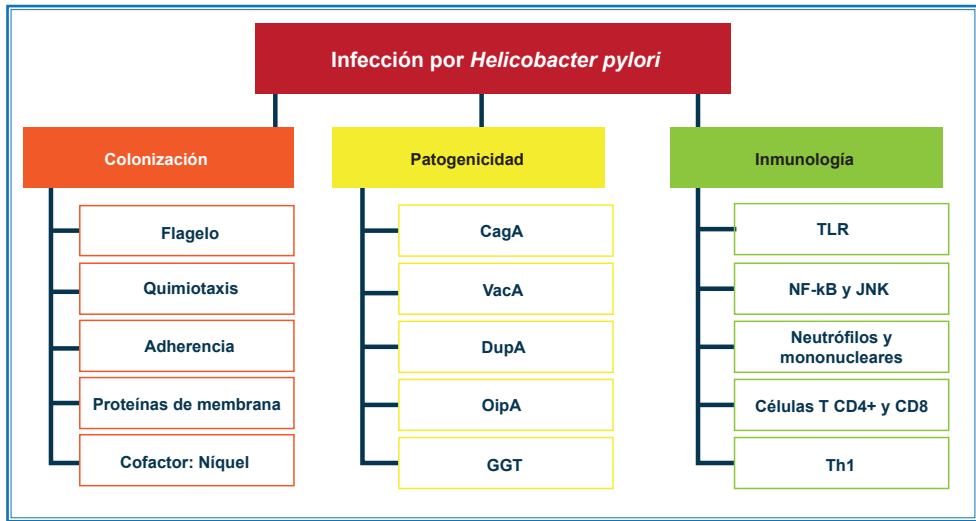 Infección por Helicobacter pylori
Colonización
Flagelo
Quimiotaxis
Adherencia
Proteínas de membrana
Cofactor: Níquel
Patogenicidad
CagA
VacA
DupA
OipA
GGT
Inmunología
TLR
NF-kB y JNK
Neutrófilos y
mononucleares
Células T CD4+ y CD8
Th1